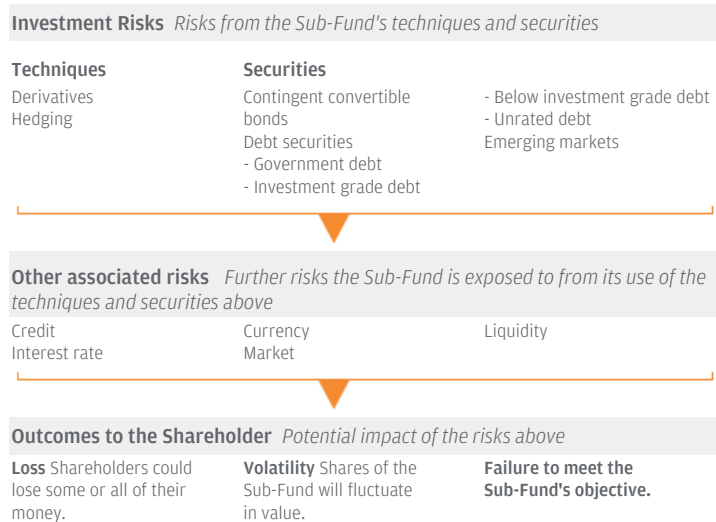 Investment Risks Risks from the Sub-Fund's techniques and securities
Techniques
Derivatives
Hedging
Securities
Contingent convertible
bonds
Debt securities
- Government debt
- Investment grade debt
- Below investment grade debt
- Unrated debt
Emerging markets
Other associated risks Further risks the Sub-Fund is exposed to from its use of the
techniques and securities above
Credit
Interest rate
Currency
Market
Liquidity
Outcomes to the Shareholder Potential impact of the risks above
Loss Shareholders could
lose some or all of their
money.
Volatility Shares of the
Sub-Fund will fluctuate
in value.
Failure to meet the
Sub-Fund's objective.